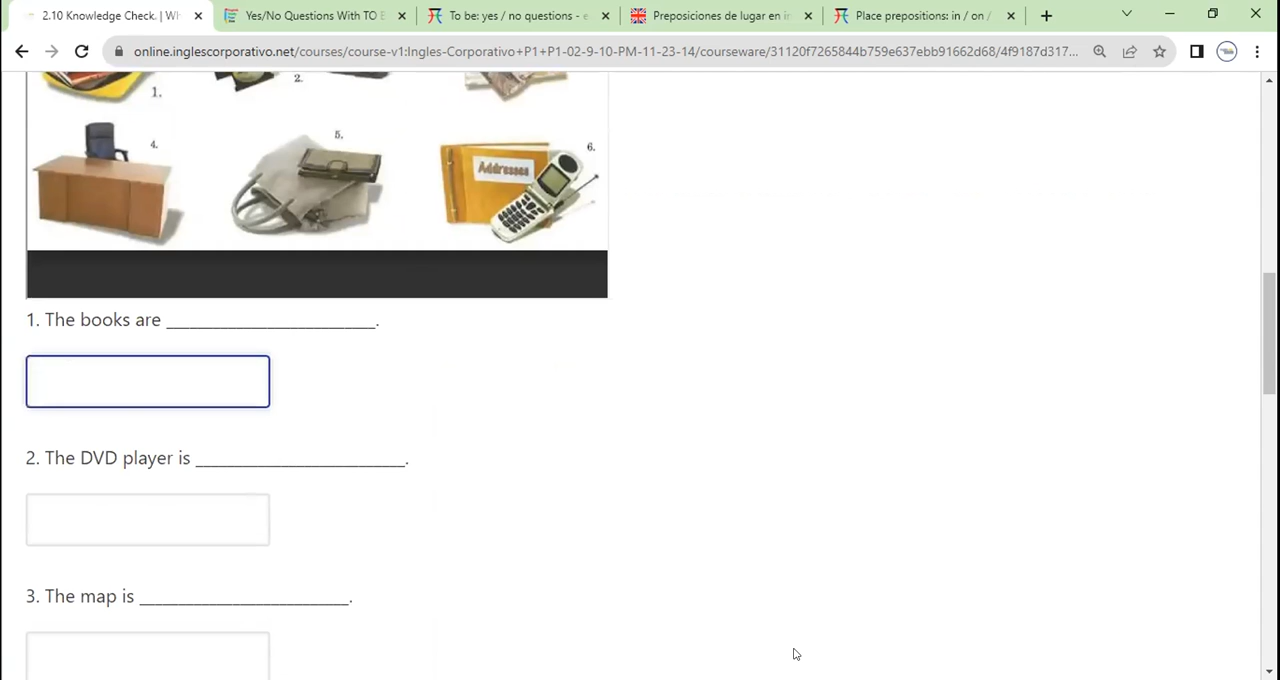 2.10 Knowledge Check. | Wh
Yes/No Questions With TO B
To be: yes / no questions - e
Preposiciones de lugar en in
Place prepositions: in / on /
online.inglescorporativo.net/courses/course-v1:Ingles-Corporativo+P1+P1-02-9-10-PM-11-23-14/courseware/31120f7265844b759e637ebb91662d68/4f9187d317...
1.
2.
4.
5.
6.
Addresses
1. The books are _________________________.
2. The DVD player is _________________________.
3. The map is _________________________.